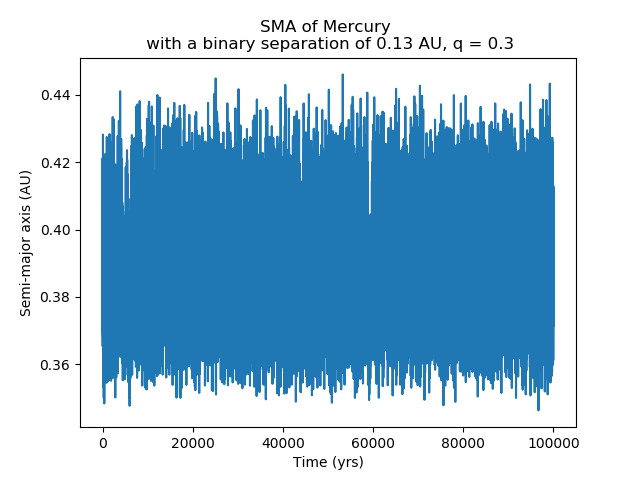 SMA of Mercury
with a binary separation of 0.13 AU, q = 0.3
0.44
0.42
0.40
0.38
0.36
Semi-major axis (AU)
0 20000 40000 60000 80000 100000
Time (yrs)